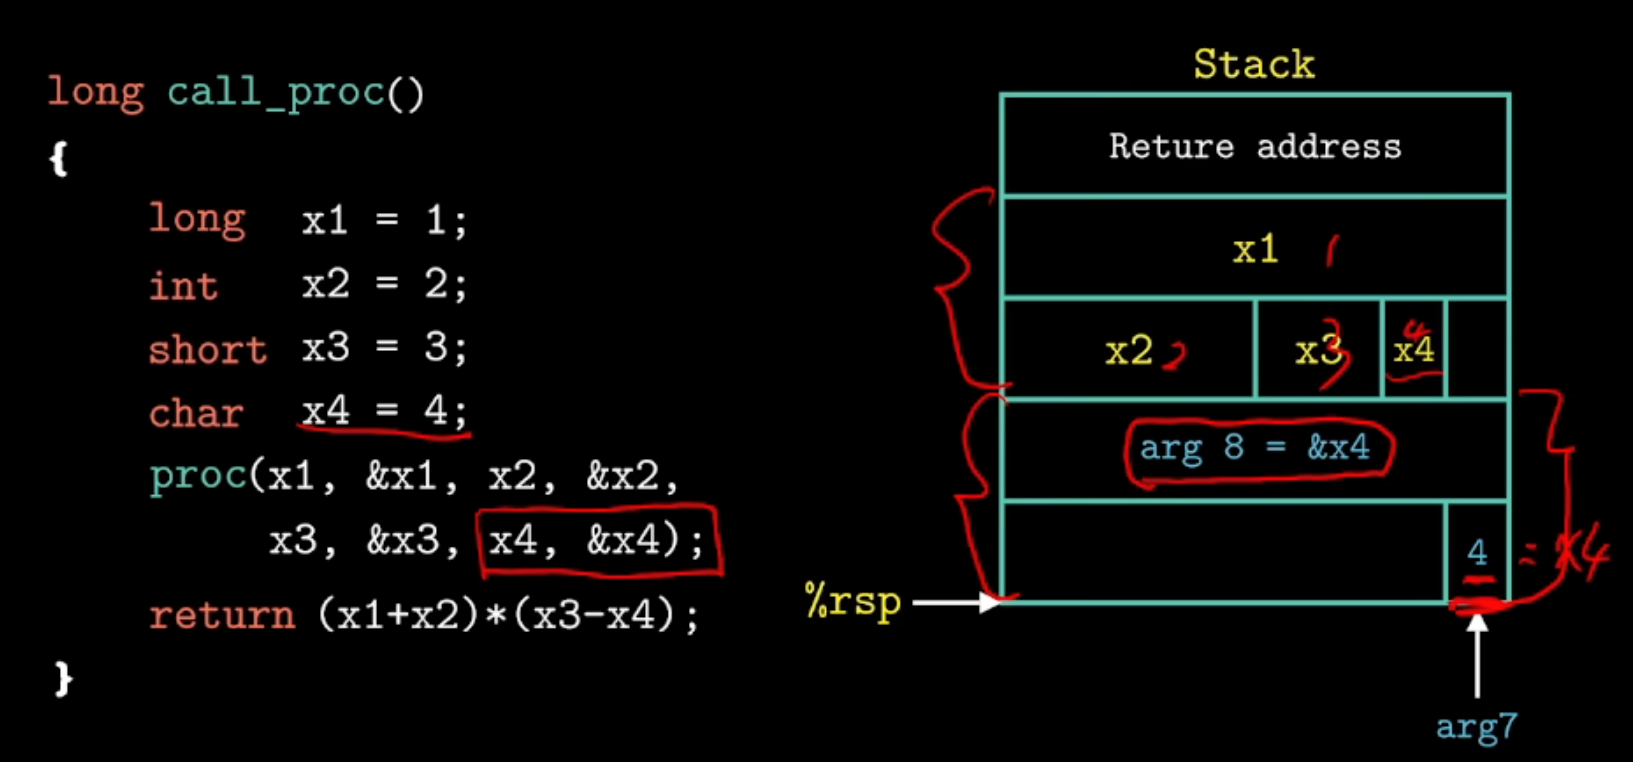 long call_proc()
{
long x1 = 1;
int x2 = 2;
short x3 = 3;
char x4 = 4;
proc(x1, &x1, x2, &x2,
x3, &x3, x4, &x4);
return (x1+x2)*(x3-x4);
}
Stack
Reture address
x1 1
x2 2 x3 3 x4 4
arg 8 = &x4
4 = x4
%rsp
arg7